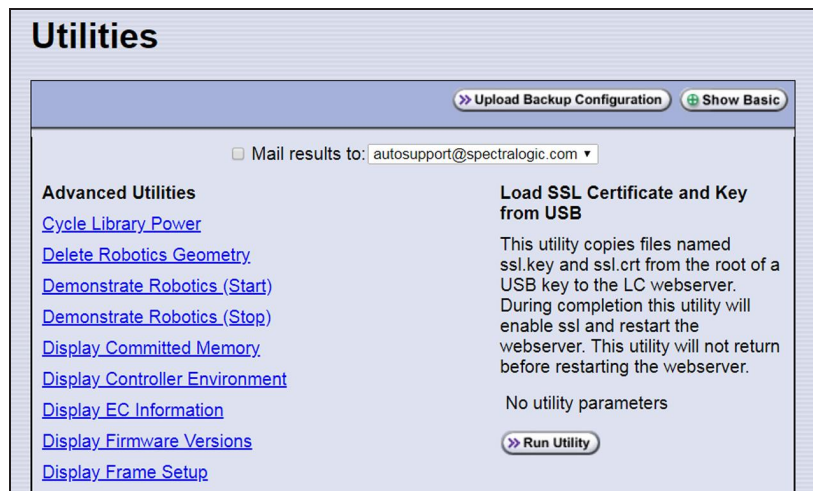 Utilities
Upload Backup Configuration
Show Basic
Mail results to: autosupport@spectralogic.com
Advanced Utilities
Cycle Library Power
Delete Robotics Geometry
Demonstrate Robotics (Start)
Demonstrate Robotics (Stop)
Display Committed Memory
Display Controller Environment
Display EC Information
Display Firmware Versions
Display Frame Setup
Load SSL Certificate and Key
from USB
This utility copies files named
ssl.key and ssl.crt from the root of a
USB key to the LC webserver.
During completion this utility will
enable ssl and restart the
webserver. This utility will not return
before restarting the webserver.
No utility parameters
Run Utility